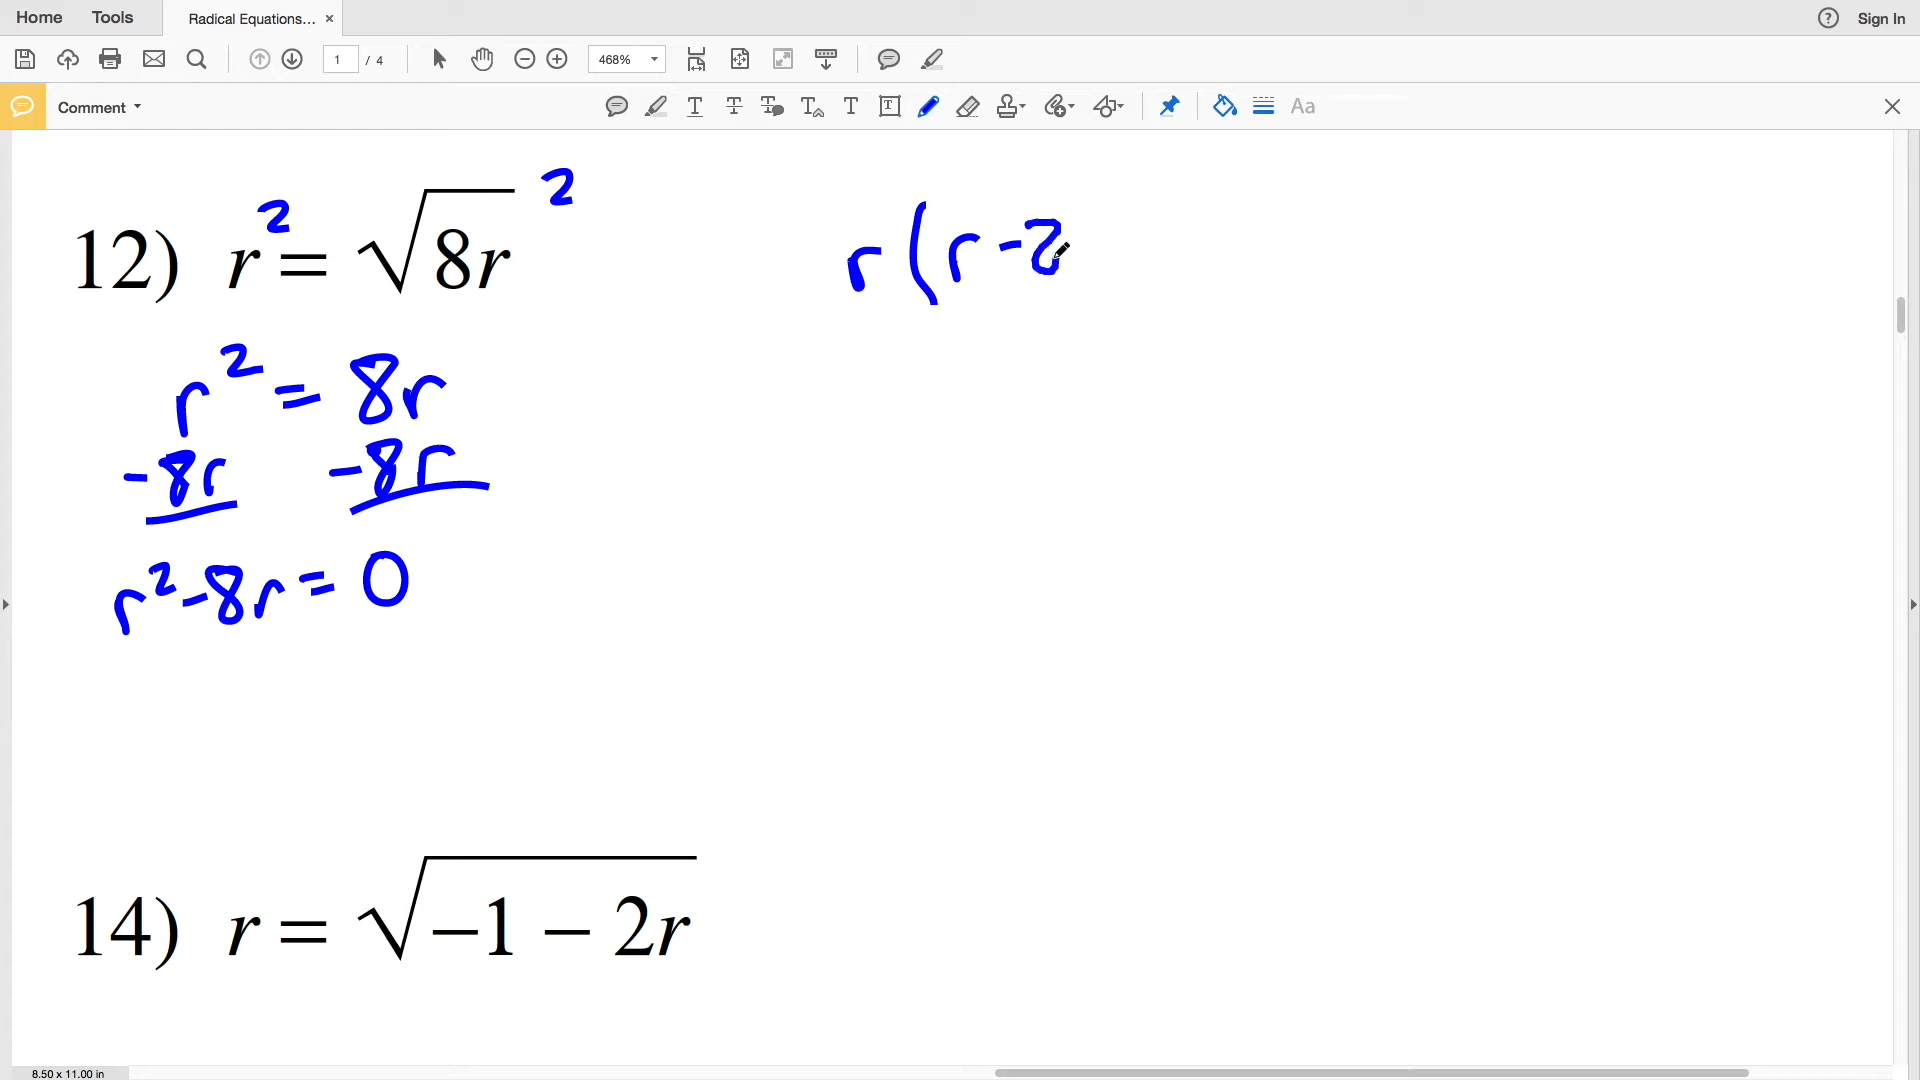 Home Tools Radical Equations... × ? Sign In
1 / 4 468%
Comment T T T T T T Aa
12) r² = √8r ²
r(r-8
r² = 8r
-8r -8r
r²-8r = 0
14) r = √−1 − 2r
8.50 x 11.00 in